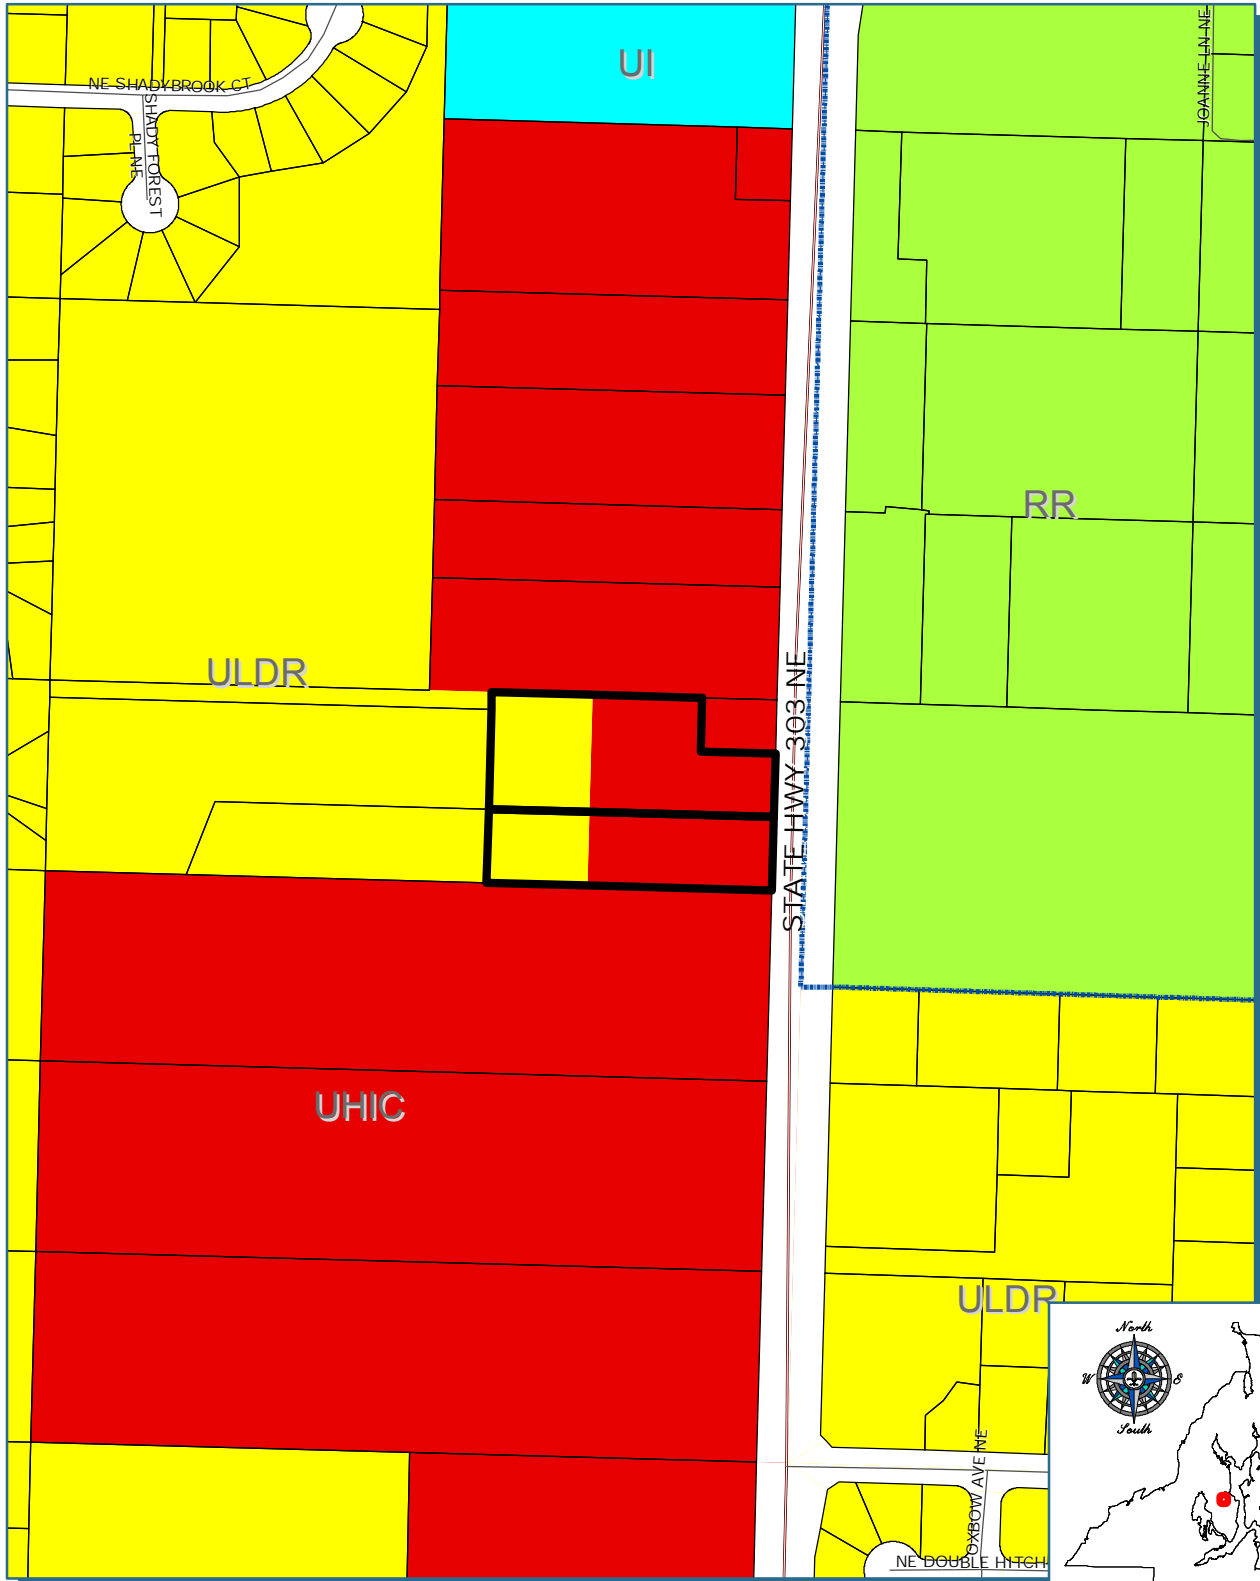 UI
JOANNE LN NE
NE SHADYBROOK CT
SHADY FOREST
PL NE
RR
ULDR
STATE HWY 303 NE
UHIC
ULDR
North
W
E
South
OXBOW AVE NE
NE DOUBLE HITCH